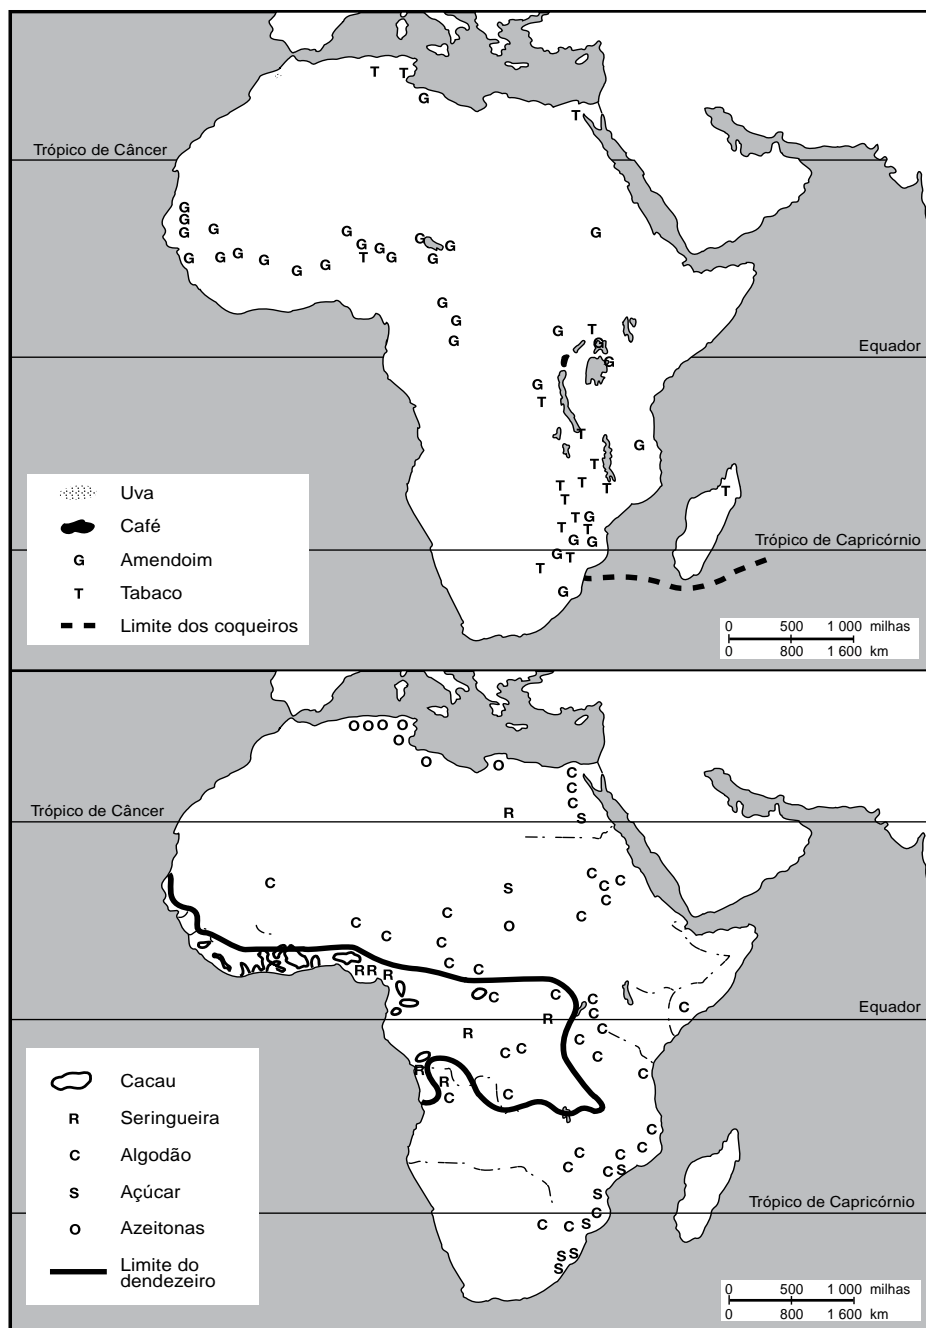 T T
G
T
Trópico de Câncer
G
G
G G G G G
G G G
G G G G T G G
G G
G
G
G T
G G
Equador
G
G
T
T
G
T
T T T T
T
T G
T T
G G
Trópico de Capricórnio
G T
T
G
Uva
Café
G Amendoim
T Tabaco
Limite dos coqueiros
0 500 1 000 milhas
0 800 1 600 km
O O O O
O
O O
C
C
C
R S
Trópico de Câncer
C S C C C
C
C C
C C O
C
C C
R R R
C C C
C
R Equador
C
R C C
C C
R R C
C C
C
C C C C
C C S
S
C
Trópico de Capricórnio
C C S
S S
S
Cacau
R Seringueira
C Algodão
S Açúcar
O Azeitonas
Limite do
dendezeiro
0 500 1 000 milhas
0 800 1 600 km